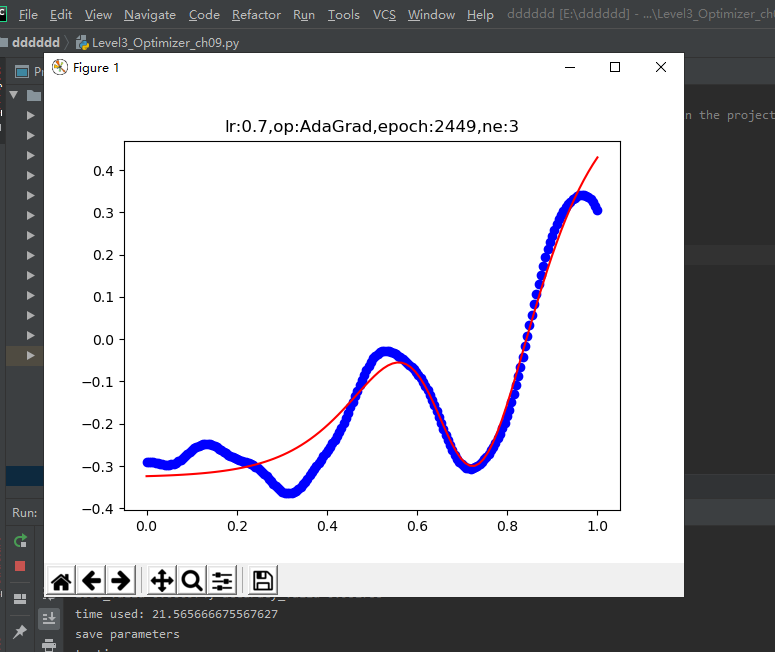 File Edit View Navigate Code Refactor Run Tools VCS Window Help dddddd [E:\dddddd] - ...\Level3_Optimizer_ch
dddddd Level3_Optimizer_ch09.py
Figure 1
n the project
lr:0.7,op:AdaGrad,epoch:2449,ne:3
0.4
0.3
0.2
0.1
0.0
−0.1
−0.2
−0.3
−0.4
0.0 0.2 0.4 0.6 0.8 1.0
Run:
time used: 21.565666675567627
save parameters